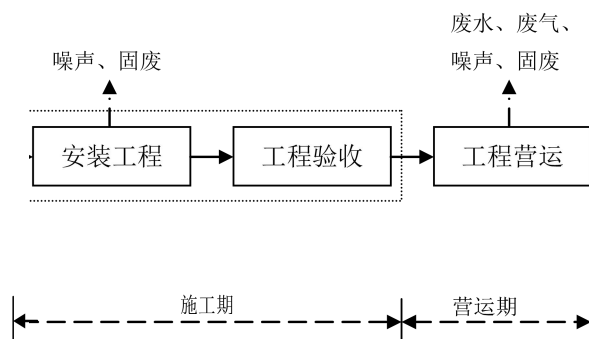 废水、废气、
噪声、固废
噪声、固废
安装工程
工程验收
工程营运
施工期
营运期